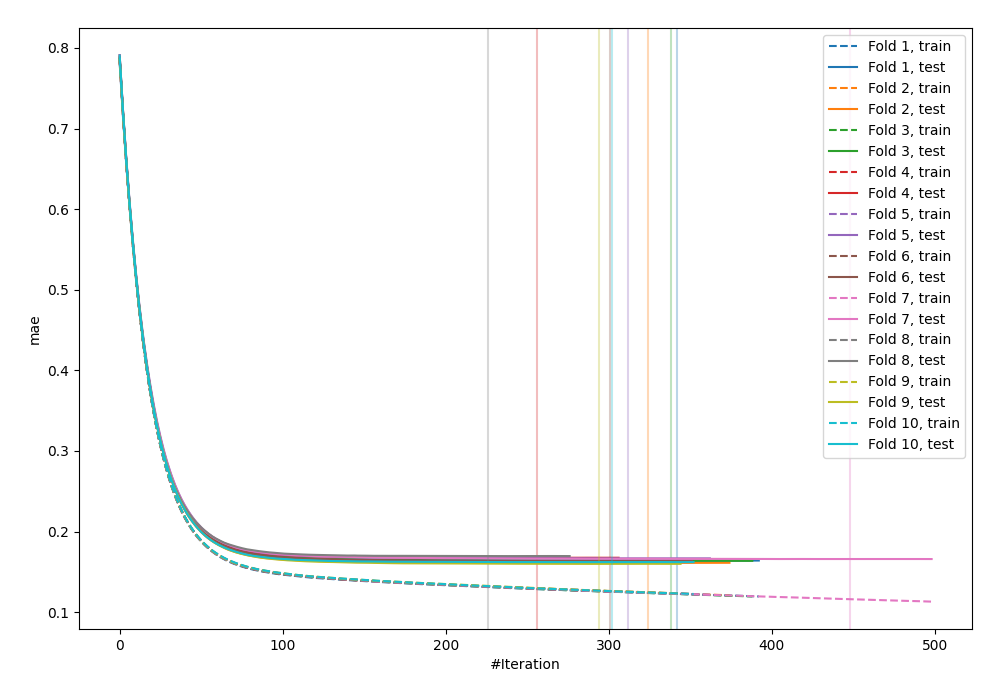 0.8
0.7
0.6
0.5
0.4
0.3
0.2
0.1
mae
0
100
200
300
400
500
#Iteration
Fold 1, train
Fold 1, test
Fold 2, train
Fold 2, test
Fold 3, train
Fold 3, test
Fold 4, train
Fold 4, test
Fold 5, train
Fold 5, test
Fold 6, train
Fold 6, test
Fold 7, train
Fold 7, test
Fold 8, train
Fold 8, test
Fold 9, train
Fold 9, test
Fold 10, train
Fold 10, test